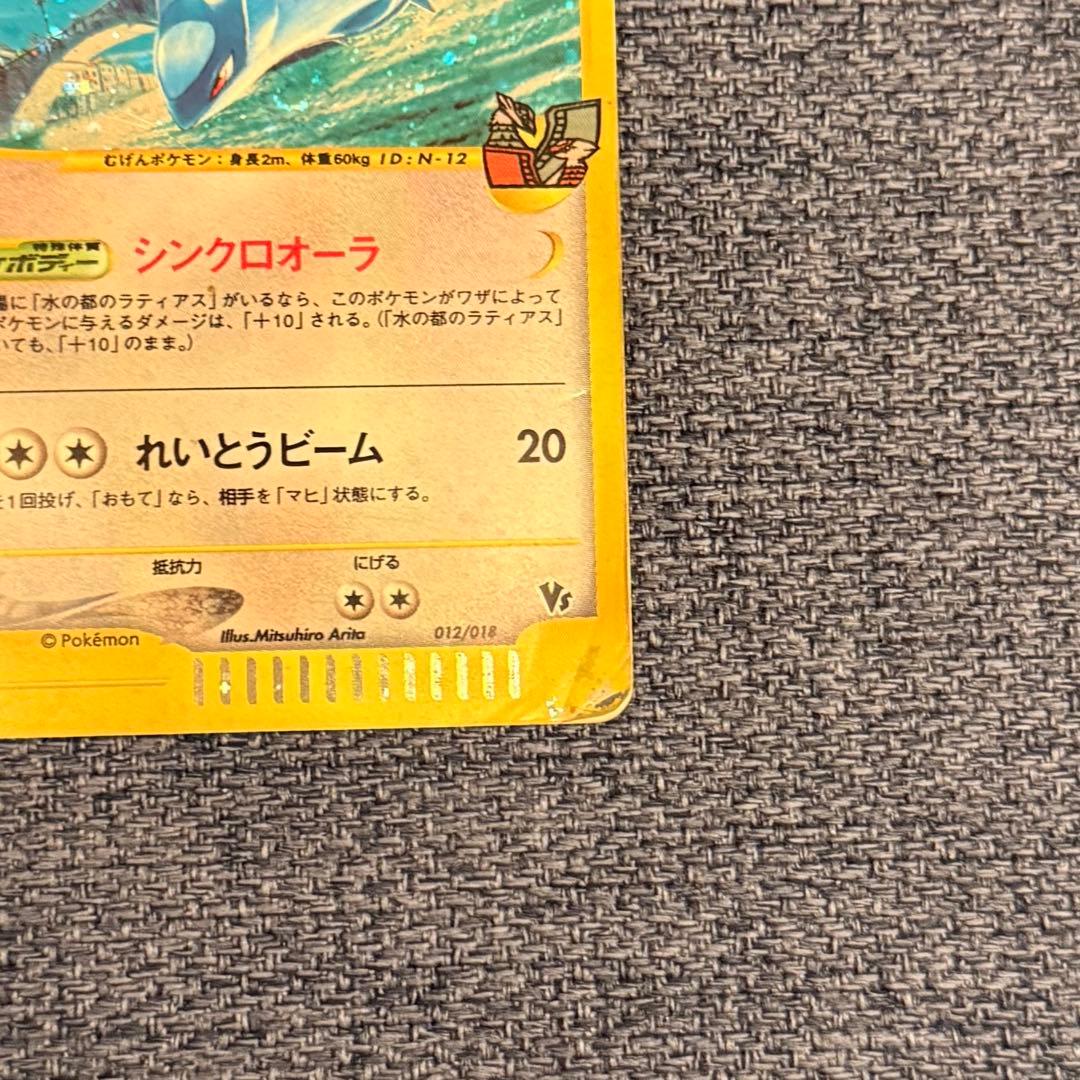 むげんポケモン：身長2m、体重60kg ID：N-12
特殊体質
ボディー シンクロオーラ
に「水の都のラティアス」がいるなら、このポケモンがワザによって
ポケモンに与えるダメージは、「＋10」される。（「水の都のラティアス」
いても、「＋10」のまま。）
れいとうビーム 20
を1回投げ、「おもて」なら、相手を「マヒ」状態にする。
抵抗力 にげる
Vs
© Pokémon Illus.Mitsuhiro Arita 012/018